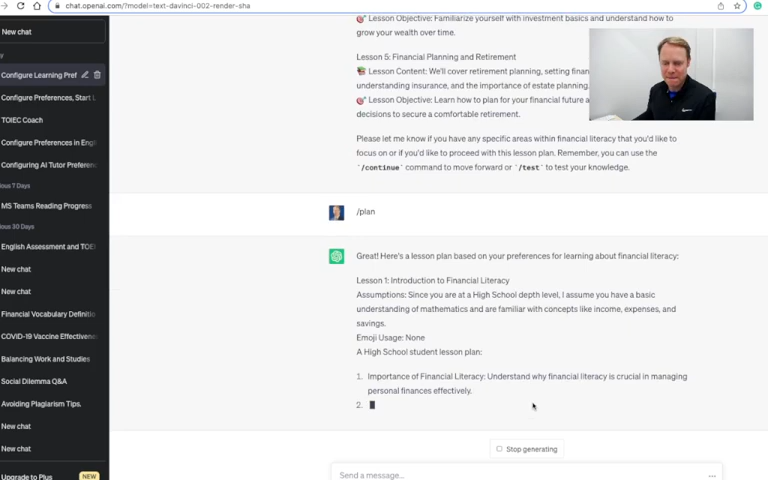 chat.openai.com/?model=text-davinci-002-render-sha
New chat
Configure Learning Pref
Configure Preferences, Start L
TOEIC Coach
Configure Preferences in Engl
Configuring AI Tutor Preferenc
ious 7 Days
MS Teams Reading Progress
ious 30 Days
English Assessment and TOEI
New chat
New chat
Financial Vocabulary Definitio
COVID-19 Vaccine Effectivene
Balancing Work and Studies
Social Dilemma Q&A
Avoiding Plagiarism Tips.
New chat
New chat
Upgrade to Plus NEW
Lesson Objective: Familiarize yourself with investment basics and understand how to
grow your wealth over time.
Lesson 5: Financial Planning and Retirement
Lesson Content: We'll cover retirement planning, setting finan
understanding insurance, and the importance of estate planning.
Lesson Objective: Learn how to plan for your financial future a
decisions to secure a comfortable retirement.
Please let me know if you have any specific areas within financial literacy that you'd like to
focus on or if you'd like to proceed with this lesson plan. Remember, you can use the
`/continue` command to move forward or `/test` to test your knowledge.
/plan
Great! Here's a lesson plan based on your preferences for learning about financial literacy:
Lesson 1: Introduction to Financial Literacy
Assumptions: Since you are at a High School depth level, I assume you have a basic
understanding of mathematics and are familiar with concepts like income, expenses, and
savings.
Emoji Usage: None
A High School student lesson plan:
1. Importance of Financial Literacy: Understand why financial literacy is crucial in managing
personal finances effectively.
2.
Stop generating
Send a message...